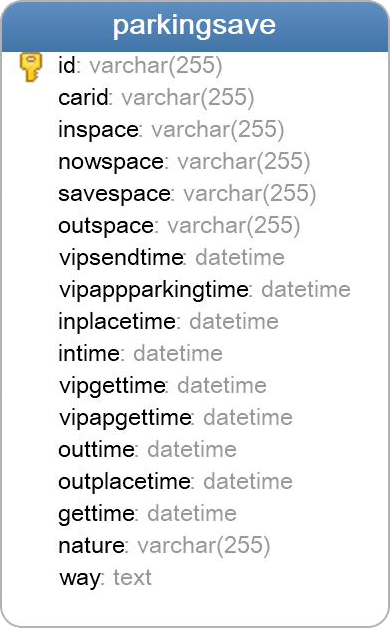 parkingsave
id: varchar(255)
carid: varchar(255)
inspace: varchar(255)
nowspace: varchar(255)
savespace: varchar(255)
outspace: varchar(255)
vipsendtime: datetime
vipappparkingtime: datetime
inplacetime: datetime
intime: datetime
vipgettime: datetime
vipapgettime: datetime
outtime: datetime
outplacetime: datetime
gettime: datetime
nature: varchar(255)
way: text